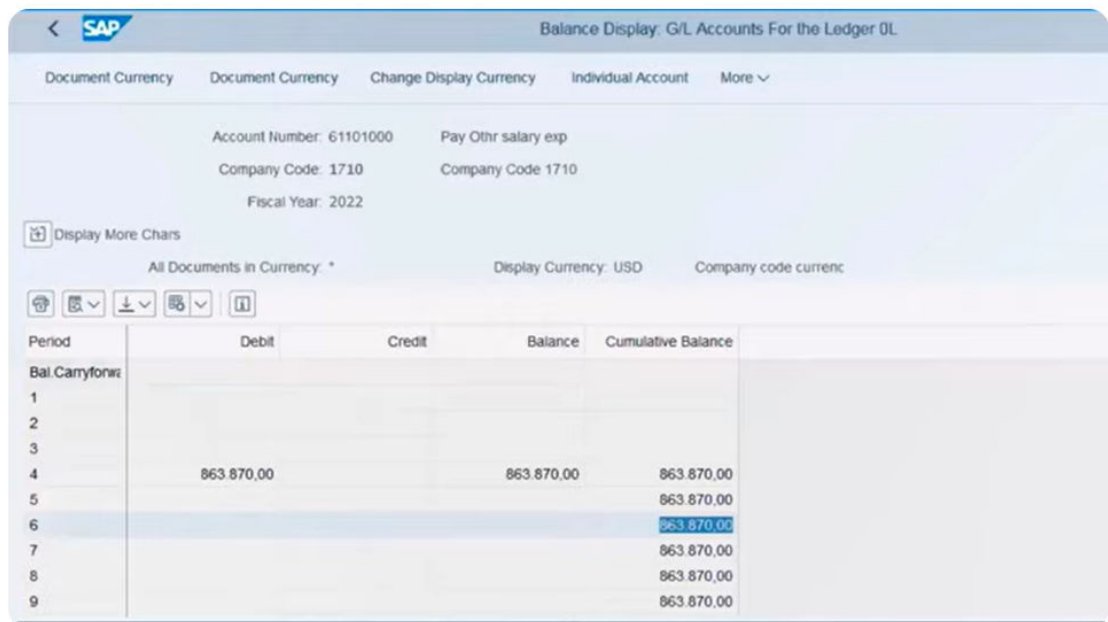 SAP Balance Display: G/L Accounts For the Ledger 0L
Document Currency Document Currency Change Display Currency Individual Account More
Account Number: 61101000 Pay Othr salary exp
Company Code: 1710 Company Code 1710
Fiscal Year: 2022
Display More Chars
All Documents in Currency: * Display Currency: USD Company code currenc
Period Debit Credit Balance Cumulative Balance
Bal.Carryforwa
1
2
3
4 863.870,00 863.870,00 863.870,00
5 863.870,00
6 863.870,00
7 863.870,00
8 863.870,00
9 863.870,00